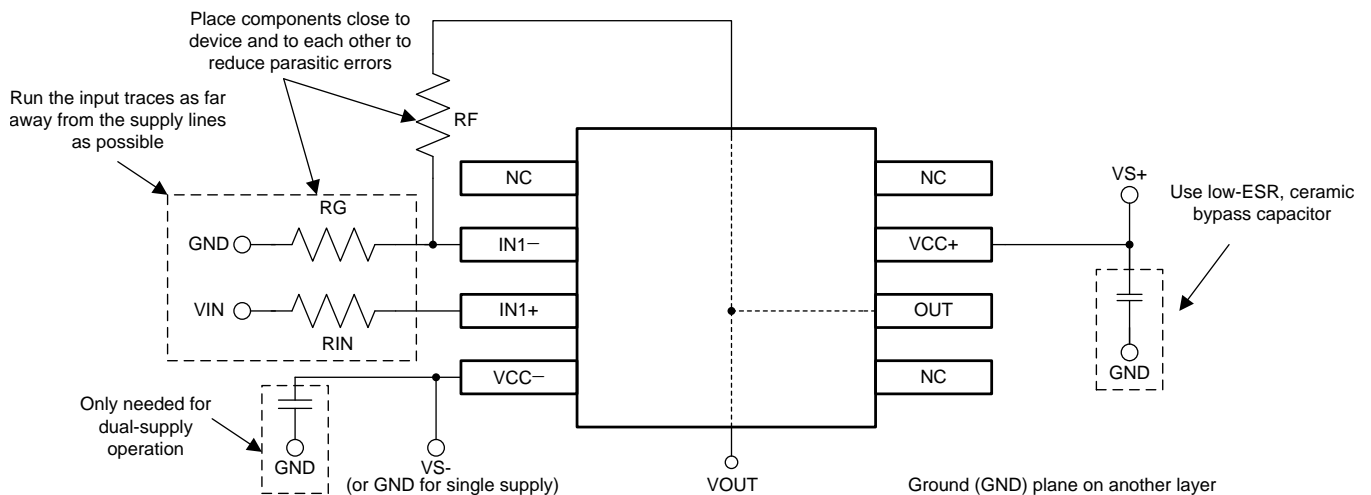 Place components close to
device and to each other to
reduce parasitic errors
Run the input traces as far
away from the supply lines
as possible
RF
NC
NC
VS+
Use low-ESR, ceramic
bypass capacitor
RG
GND
IN1−
VCC+
VIN
IN1+
OUT
RIN
VCC−
NC
GND
Only needed for
dual-supply
operation
GND
VS-
(or GND for single supply)
VOUT
Ground (GND) plane on another layer